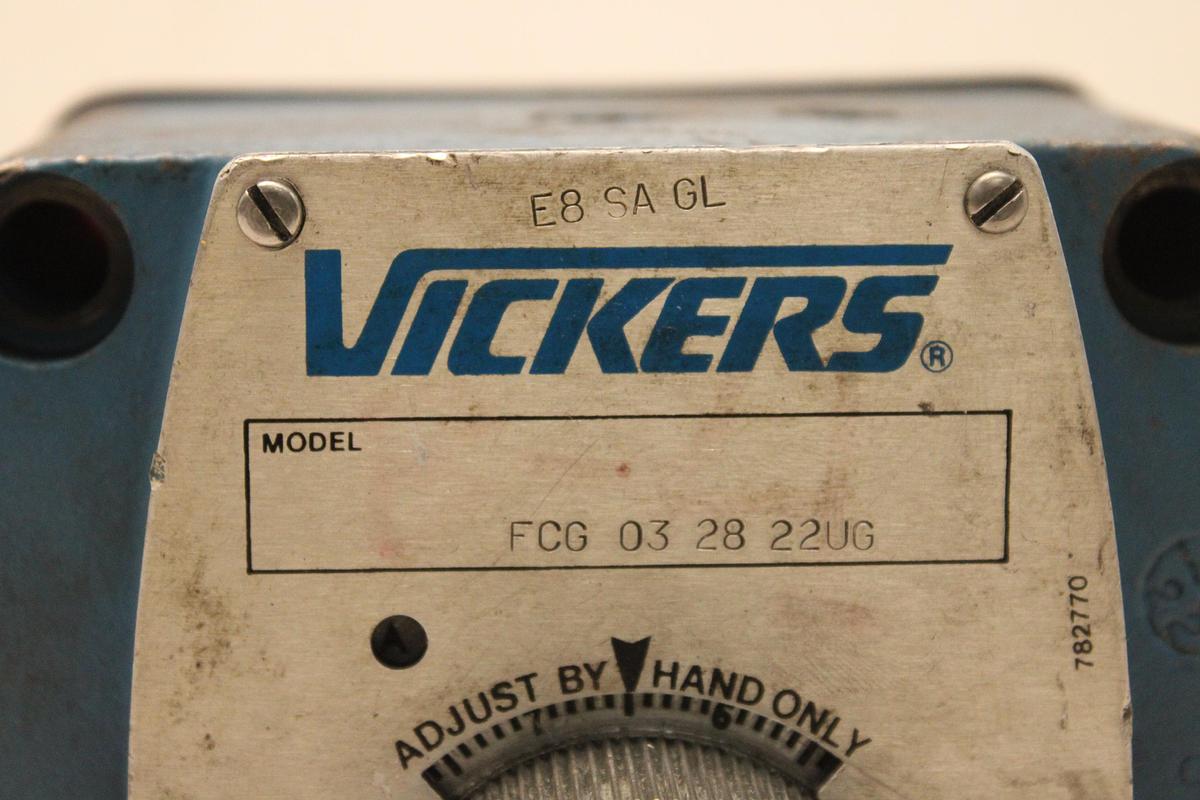 E8 SA GL
VICKERS®
MODEL
FCG 03 28 22UG
782770
A
ADJUST BY HAND ONLY
7 6